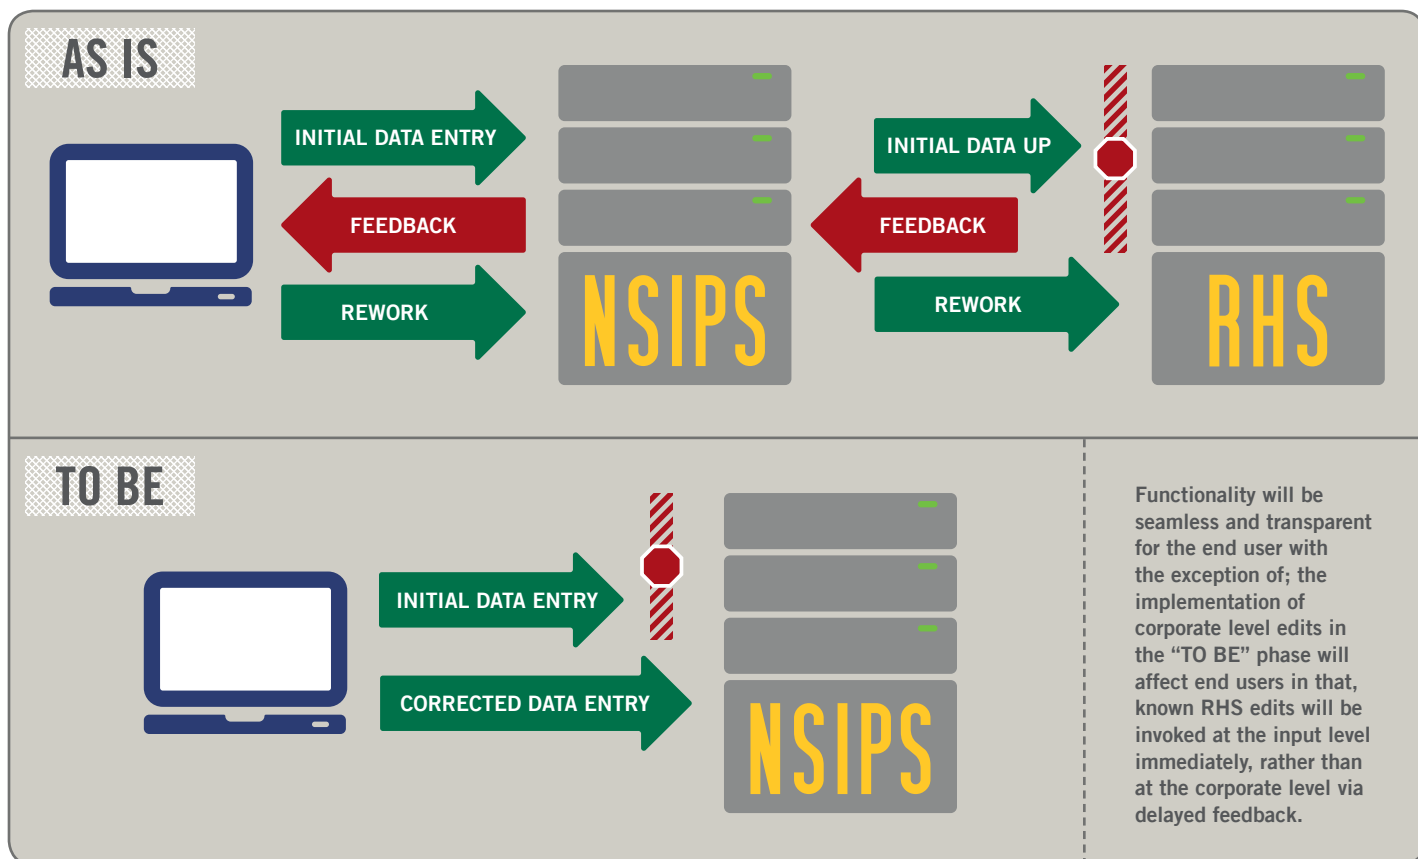 AS IS
INITIAL DATA ENTRY
FEEDBACK
REWORK
NSIPS
INITIAL DATA UP
FEEDBACK
REWORK
RHS
TO BE
INITIAL DATA ENTRY
CORRECTED DATA ENTRY
NSIPS
Functionality will be
seamless and transparent
for the end user with
the exception of; the
implementation of
corporate level edits in
the “TO BE” phase will
affect end users in that,
known RHS edits will be
invoked at the input level
immediately, rather than
at the corporate level via
delayed feedback.